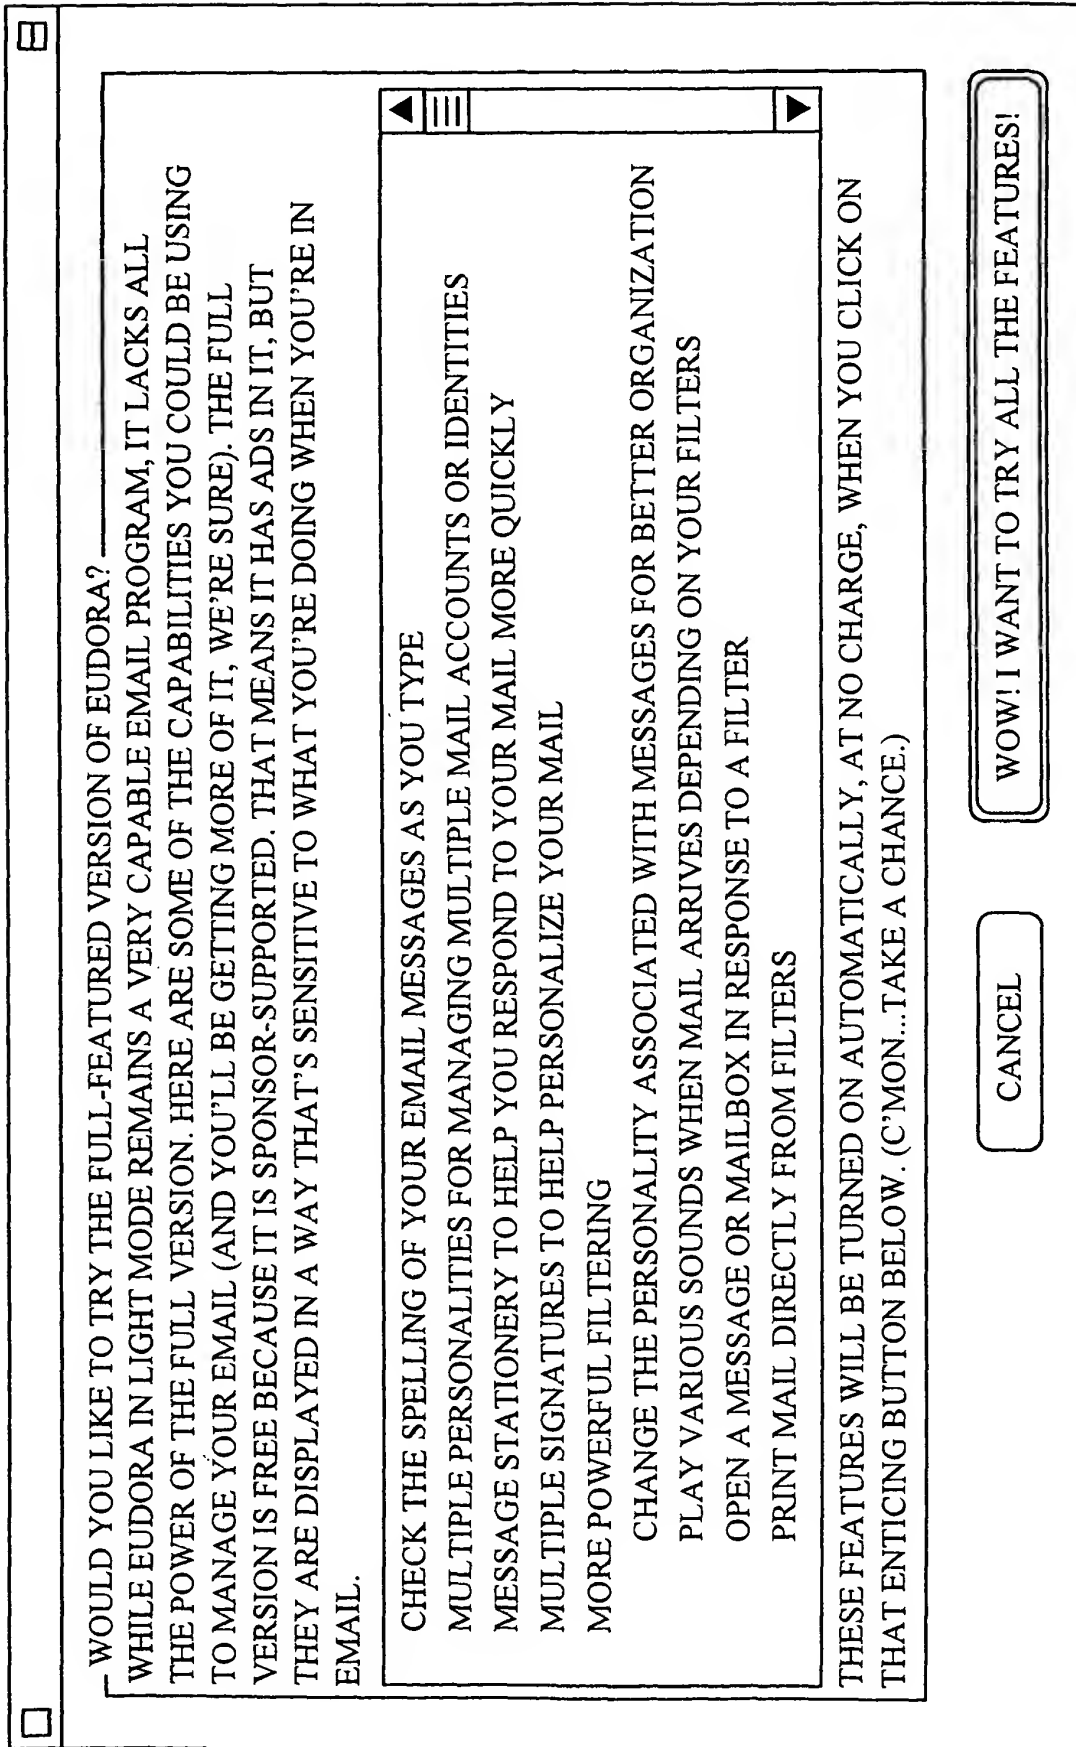 WOULD YOU LIKE TO TRY THE FULL-FEATURED VERSION OF EUDORA?
WHILE EUDORA IN LIGHT MODE REMAINS A VERY CAPABLE EMAIL PROGRAM, IT LACKS ALL
THE POWER OF THE FULL VERSION. HERE ARE SOME OF THE CAPABILITIES YOU COULD BE USING
TO MANAGE YOUR EMAIL (AND YOU'LL BE GETTING MORE OF IT, WE'RE SURE). THE FULL
VERSION IS FREE BECAUSE IT IS SPONSOR-SUPPORTED. THAT MEANS IT HAS ADS IN IT, BUT
THEY ARE DISPLAYED IN A WAY THAT'S SENSITIVE TO WHAT YOU'RE DOING WHEN YOU'RE IN
EMAIL.
CHECK THE SPELLING OF YOUR EMAIL MESSAGES AS YOU TYPE
MULTIPLE PERSONALITIES FOR MANAGING MULTIPLE MAIL ACCOUNTS OR IDENTITIES
MESSAGE STATIONERY TO HELP YOU RESPOND TO YOUR MAIL MORE QUICKLY
MULTIPLE SIGNATURES TO HELP PERSONALIZE YOUR MAIL
MORE POWERFUL FILTERING
CHANGE THE PERSONALITY ASSOCIATED WITH MESSAGES FOR BETTER ORGANIZATION
PLAY VARIOUS SOUNDS WHEN MAIL ARRIVES DEPENDING ON YOUR FILTERS
OPEN A MESSAGE OR MAILBOX IN RESPONSE TO A FILTER
PRINT MAIL DIRECTLY FROM FILTERS
THESE FEATURES WILL BE TURNED ON AUTOMATICALLY, AT NO CHARGE, WHEN YOU CLICK ON
THAT ENTICING BUTTON BELOW. (C'MON...TAKE A CHANCE.)
CANCEL
WOW! I WANT TO TRY ALL THE FEATURES!